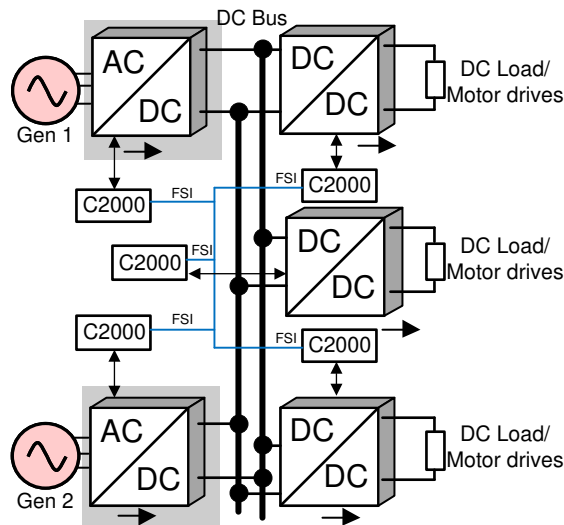 DC Bus
AC
DC
Gen 1
DC
DC
DC Load/
Motor drives
C2000
FSI
FSI
C2000
C2000
FSI
DC
DC
DC Load/
Motor drives
C2000
FSI
FSI
C2000
AC
DC
Gen 2
DC
DC
DC Load/
Motor drives